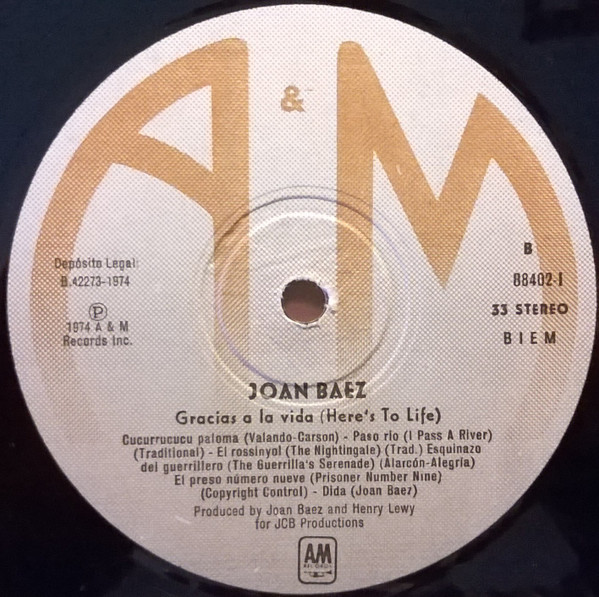 A & M
Depósito Legal:
B.42273-1974
P
1974 A & M
Records Inc.
B
88402-I
33 STEREO
BIEM
JOAN BAEZ
Gracias a la vida (Here's To Life)
Cucurrucucu paloma (Valando-Carson) - Paso rio (I Pass A River)
(Traditional) - El rossinyol (The Nightingale) (Trad.) Esquinazo
del guerrillero (The Guerrilla's Serenade) (Alarcón-Alegria)
El preso número nueve (Prisoner Number Nine)
(Copyright Control) - Dida (Joan Baez)
Produced by Joan Baez and Henry Lewy
for JCB Productions
AM
RECORDS